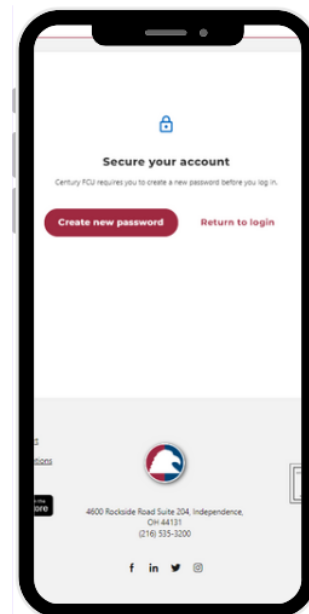 Secure your account
Century FCU requires you to create a new password before you log in.
Create new password
Return to login
4600 Rockside Road Suite 204, Independence,
OH 44131
(216) 535-3200
f in